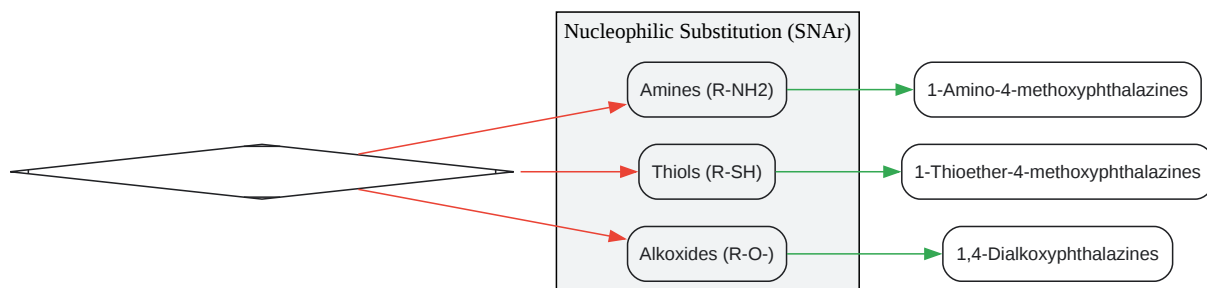 Nucleophilic Substitution (SNAr)
Amines (R-NH2)
1-Amino-4-methoxyphthalazines
Thiols (R-SH)
1-Thioether-4-methoxyphthalazines
Alkoxides (R-O-)
1,4-Dialkoxyphthalazines